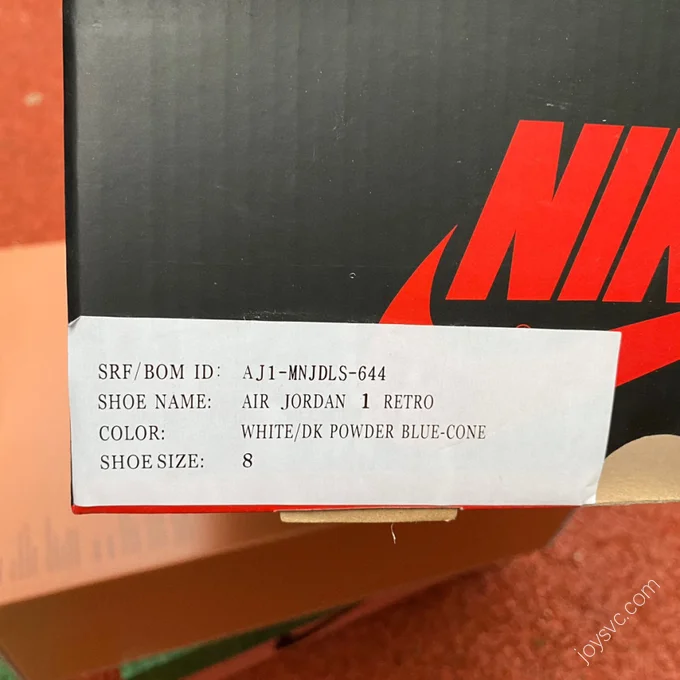 NIK
SRF/BOM ID: AJ1-MNJDLS-644
SHOE NAME: AIR JORDAN 1 RETRO
COLOR: WHITE/DK POWDER BLUE-CONE
SHOE SIZE: 8
joysvc.com